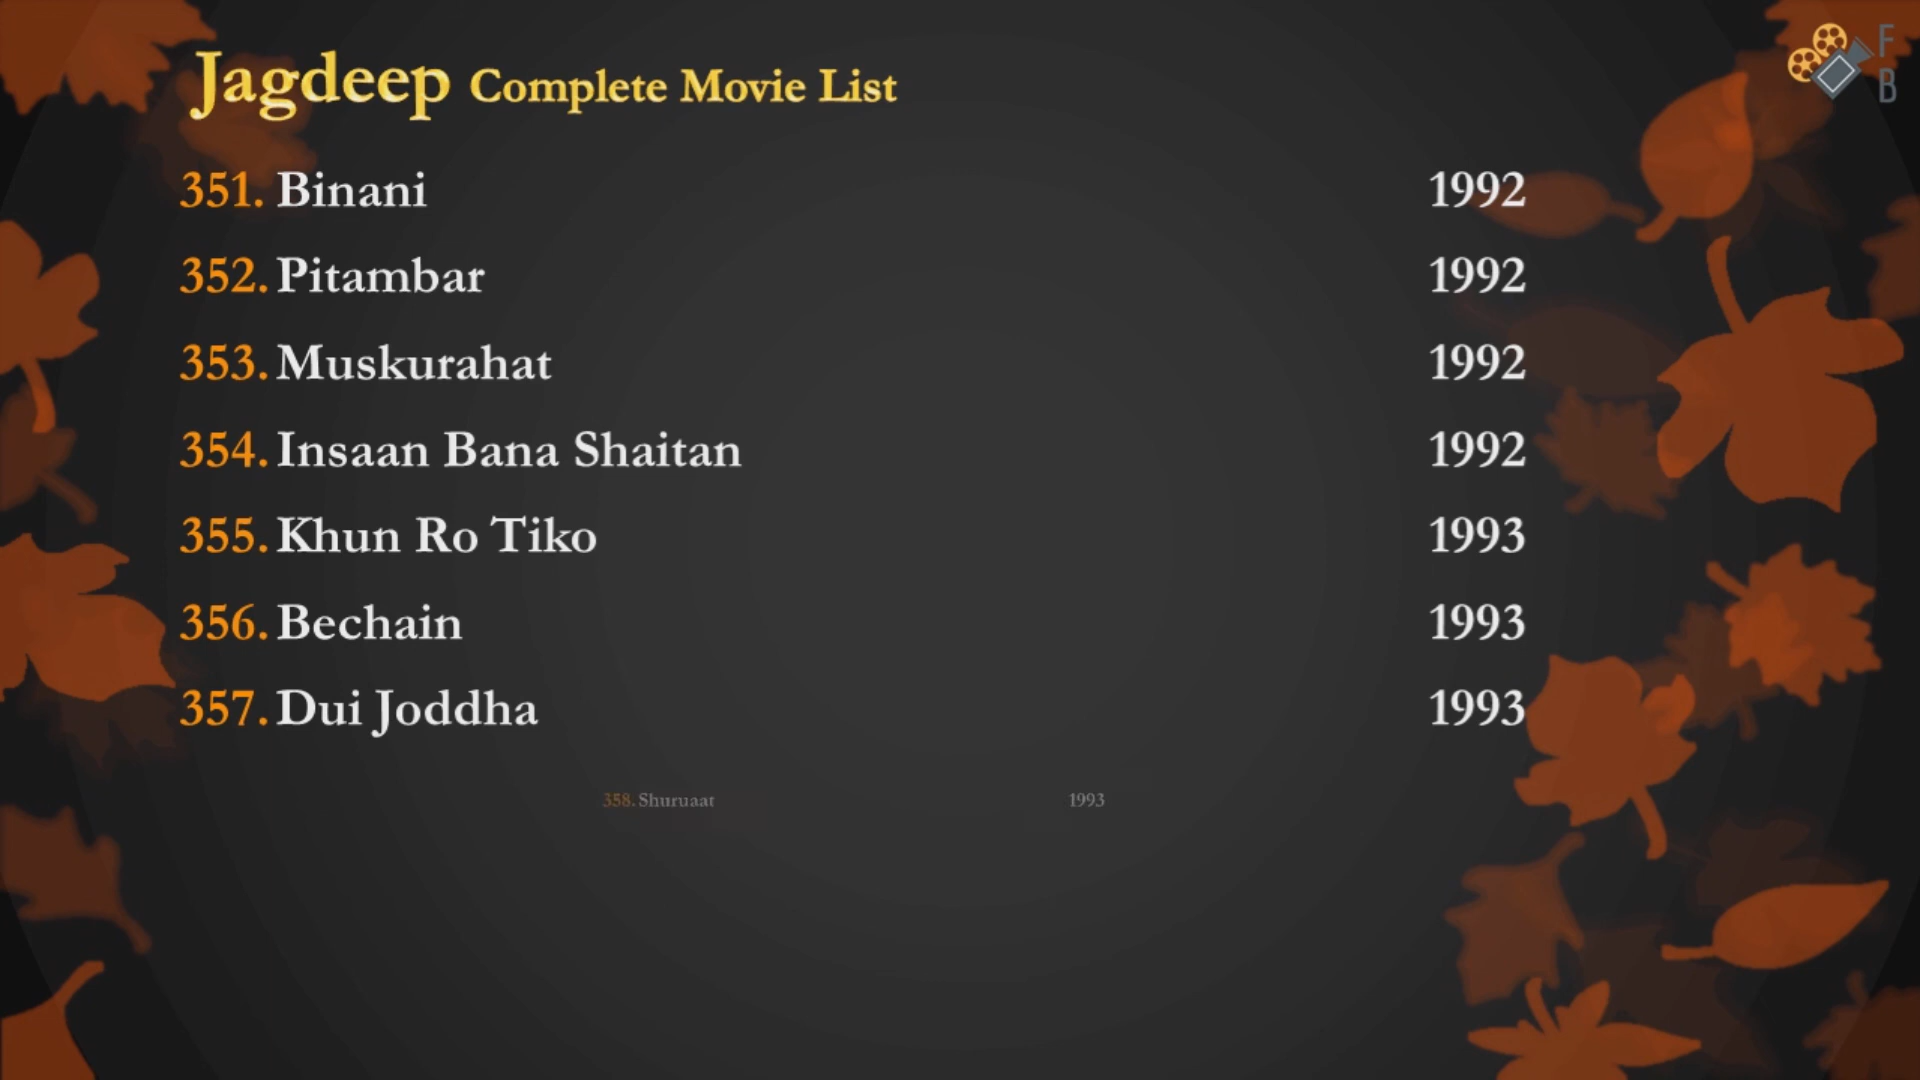 Jagdeep Complete Movie List
F
B
351. Binani 1992
352. Pitambar 1992
353. Muskurahat 1992
354. Insaan Bana Shaitan 1992
355. Khun Ro Tiko 1993
356. Bechain 1993
357. Dui Joddha 1993
358. Shuruaat 1993